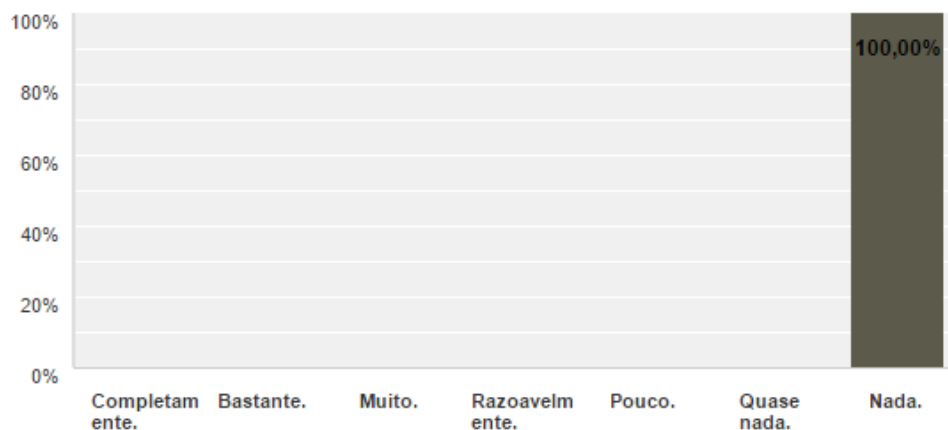 100%
100,00%
80%
60%
40%
20%
0%
Completam
ente.
Bastante.
Muito.
Razoavelm
ente.
Pouco.
Quase
nada.
Nada.